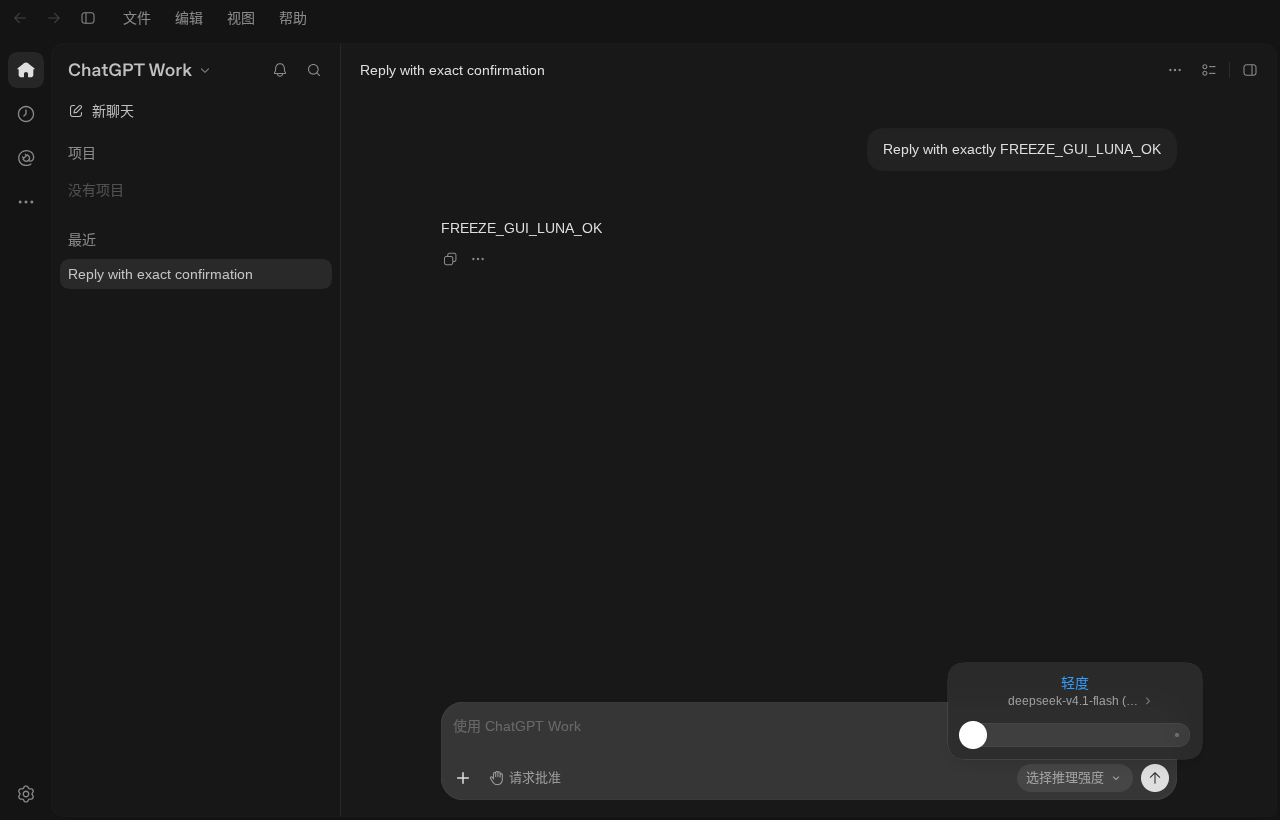 文件 编辑 视图 帮助
ChatGPT Work
新聊天
项目
没有项目
最近
Reply with exact confirmation
Reply with exact confirmation
Reply with exactly FREEZE_GUI_LUNA_OK
FREEZE_GUI_LUNA_OK
轻度
deepseek-v4.1-flash (…
使用 ChatGPT Work
请求批准
选择推理强度